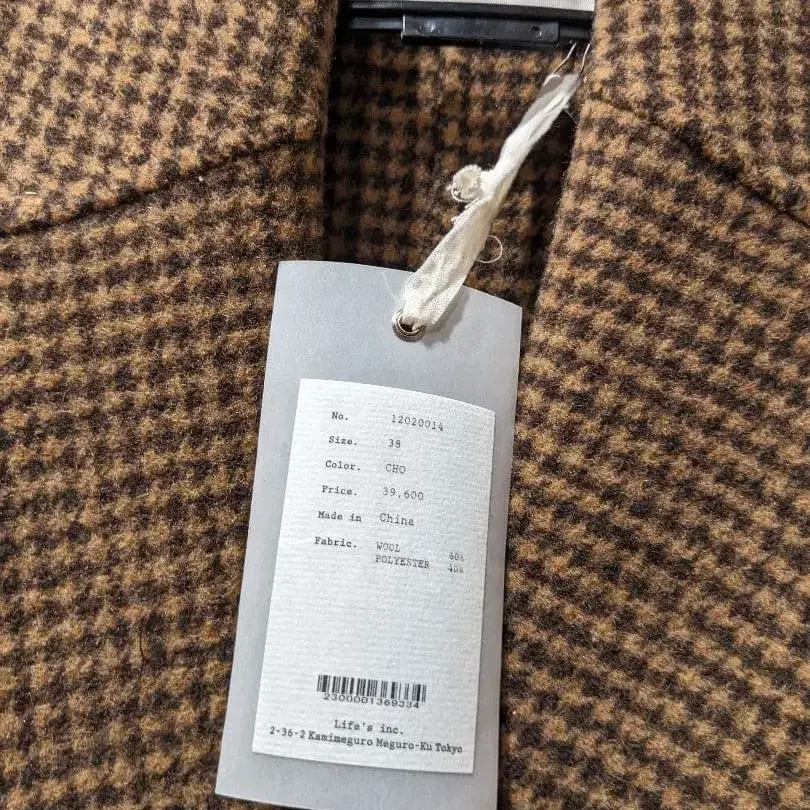 No. 12020014
Size. 38
Color. CHO
Price. 39.600
Made in China
Fabric. WOOL 60%
POLYESTER 40%
2300001369334
Life's inc.
2-36-2 Kamimeguro Meguro-Ku Tokyo